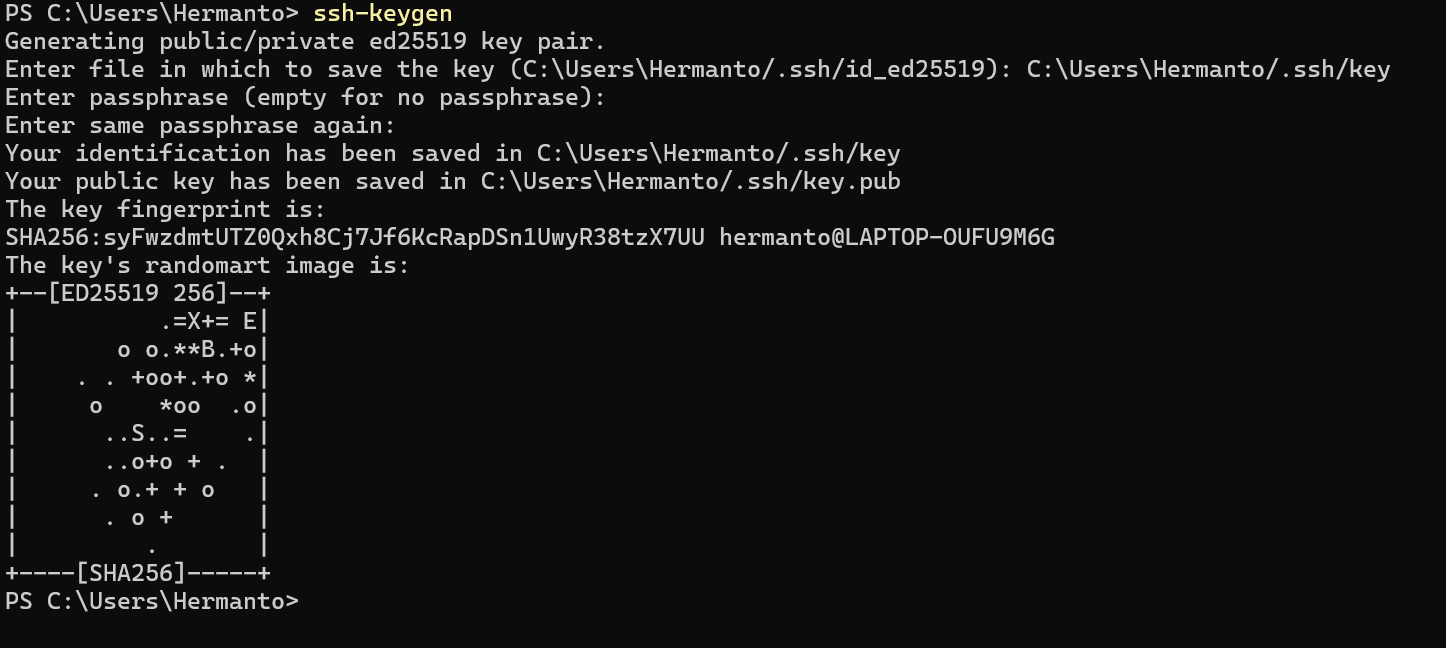 PS C:\Users\Hermanto> ssh-keygen
Generating public/private ed25519 key pair.
Enter file in which to save the key (C:\Users\Hermanto/.ssh/id_ed25519): C:\Users\Hermanto/.ssh/key
Enter passphrase (empty for no passphrase):
Enter same passphrase again:
Your identification has been saved in C:\Users\Hermanto/.ssh/key
Your public key has been saved in C:\Users\Hermanto/.ssh/key.pub
The key fingerprint is:
SHA256:syFwzdmtUTZ0Qxh8Cj7Jf6KcRapDSn1UwyR38tzX7UU hermanto@LAPTOP-OUFU9M6G
The key's randomart image is:
+--[ED25519 256]--+
|          .=X+= E|
|       o o.**B.+o|
|    . . +oo+.+o *|
|     o    *oo  .o|
|      ..S..=    .|
|      ..o+o + .  |
|     . o.+ + o   |
|      . o +      |
|         .       |
+----[SHA256]-----+
PS C:\Users\Hermanto>